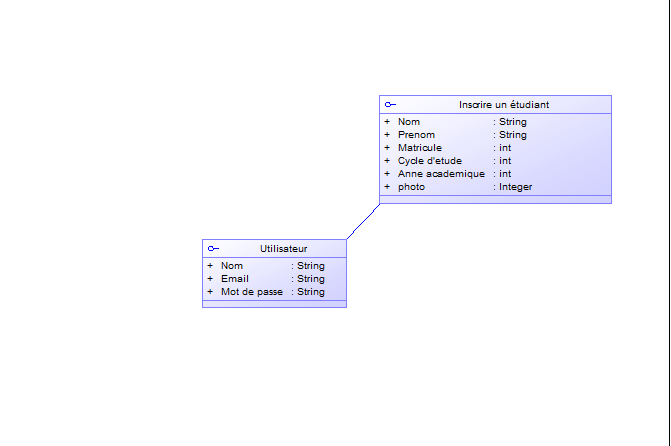 Inscrire un étudiant
+ Nom : String
+ Prenom : String
+ Matricule : int
+ Cycle d'etude : int
+ Anne academique : int
+ photo : Integer
Utilisateur
+ Nom : String
+ Email : String
+ Mot de passe : String